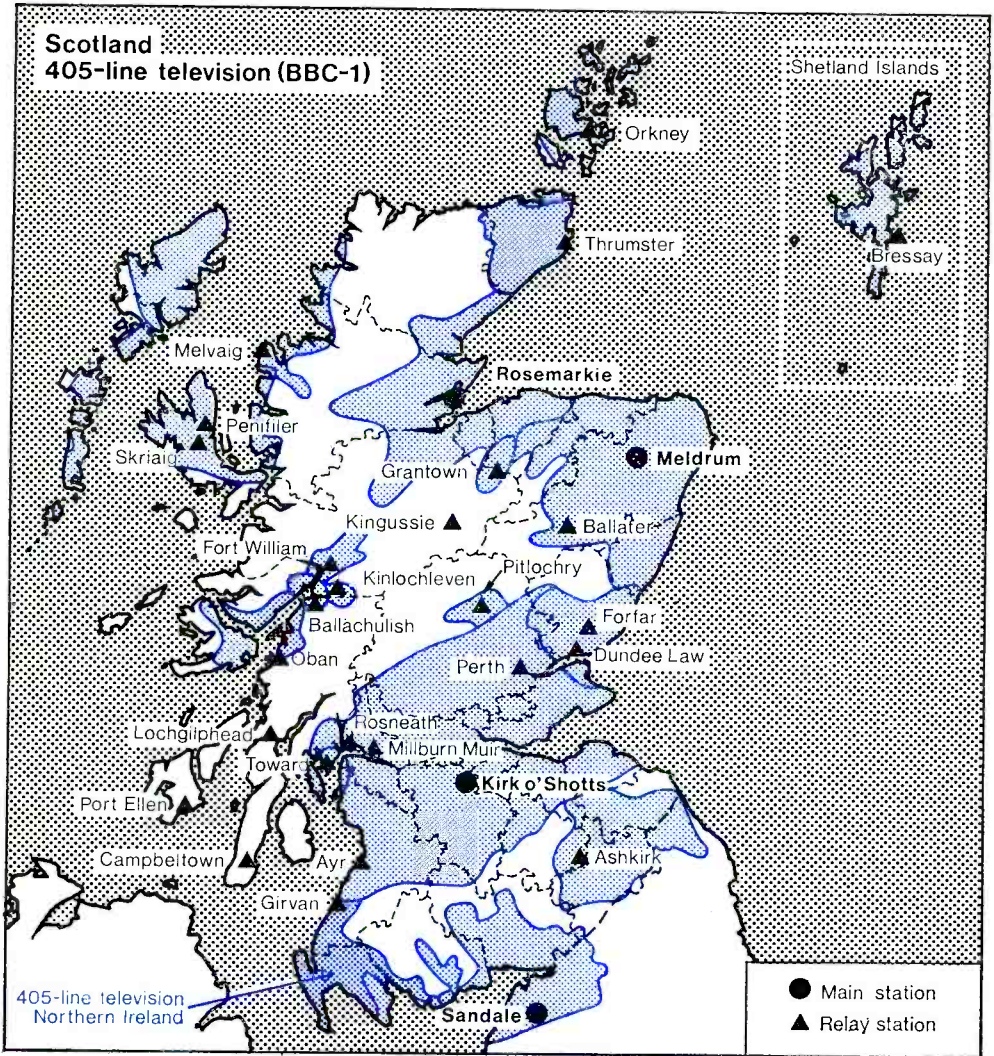 Scotland
405-line television (BBC-1)
Shetland Islands
Orkney
Thrumster
Bressay
Melvaig
Rosemarkie
Penifiler
Skriaig
Meldrum
Grantown
Kingussie
Ballater
Fort William
Pitlochry
Kinlochleven
Ballachulish
Forfar
Dundee Law
Oban
Perth
Rosneath
Lochgilphead
Millburn Muir
Toward
Kirk o'Shotts
Port Ellen
Campbeltown
Ayr
Ashkirk
Girvan
405-line television
Northern Ireland
Sandale
Main station
Relay station